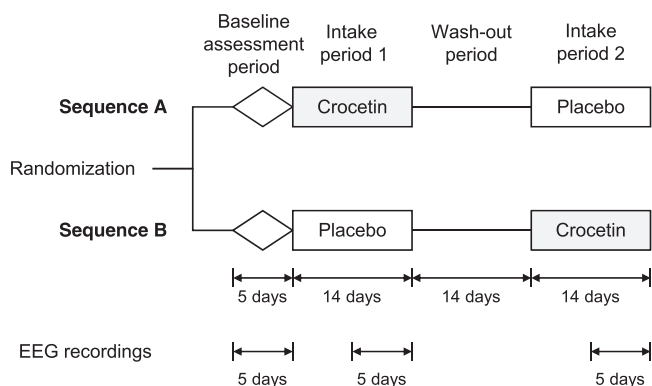 Baseline
assessment
period
Intake
period 1
Wash-out
period
Intake
period 2
Sequence A
Crocetin
Placebo
Randomization
Sequence B
Placebo
Crocetin
5 days
14 days
14 days
14 days
EEG recordings
5 days
5 days
5 days